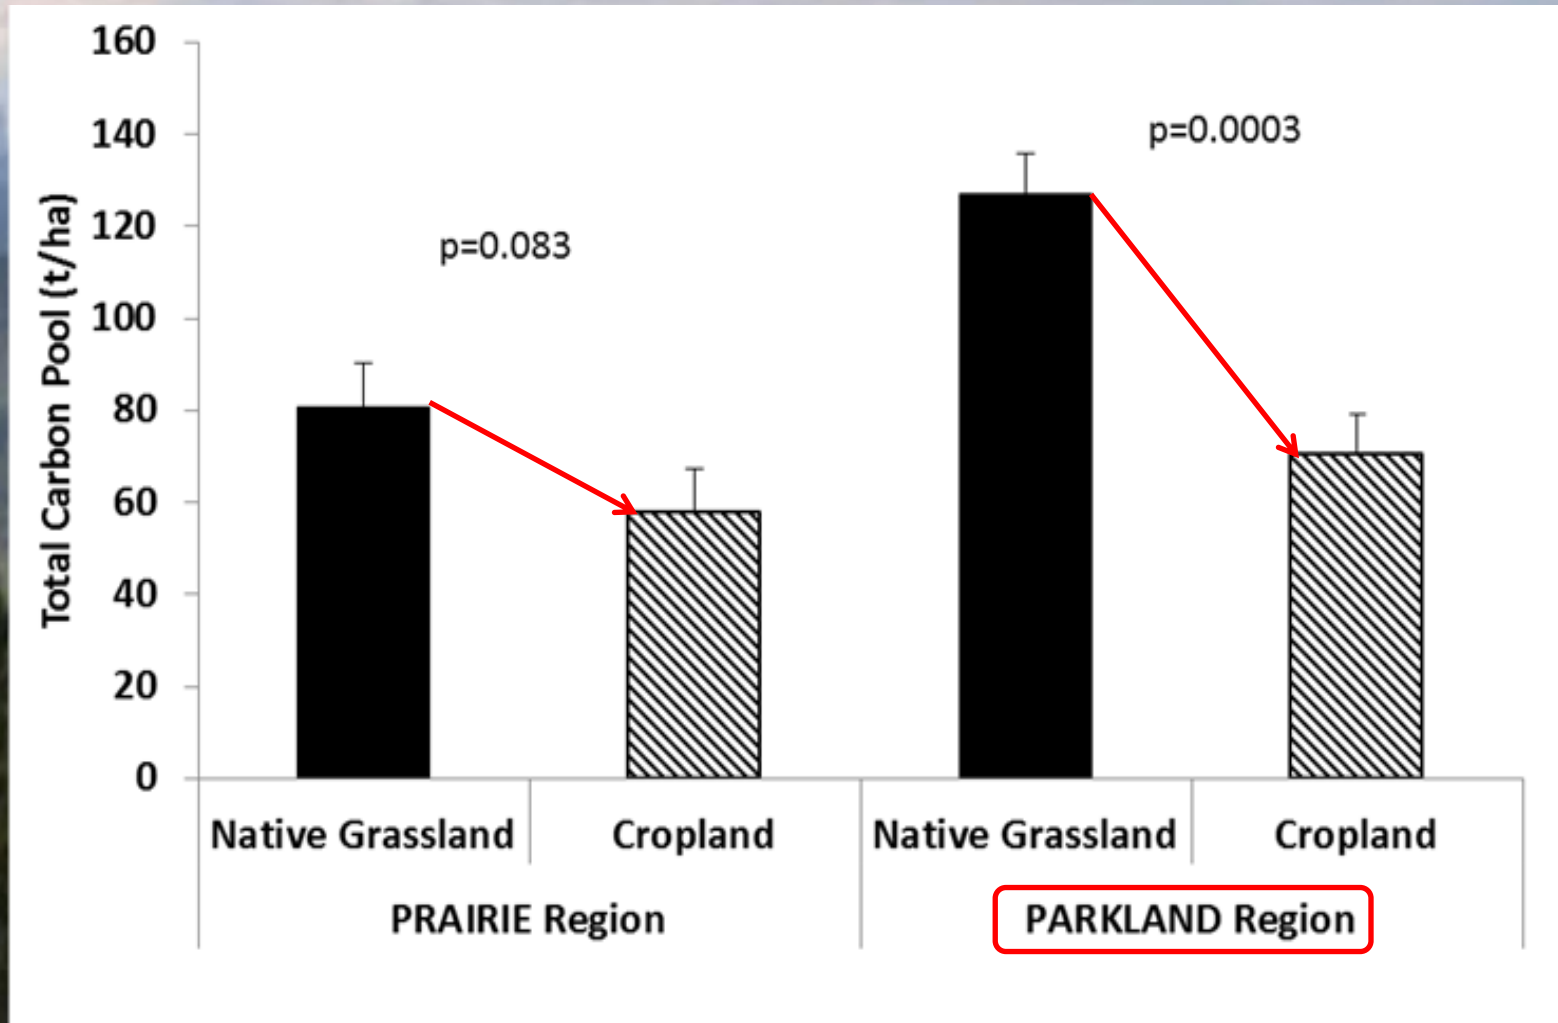 Total Carbon Pool (t/ha)
160
140
120
100
80
60
40
20
0
p=0.083
p=0.0003
Native Grassland
Cropland
Native Grassland
Cropland
PRAIRIE Region
PARKLAND Region